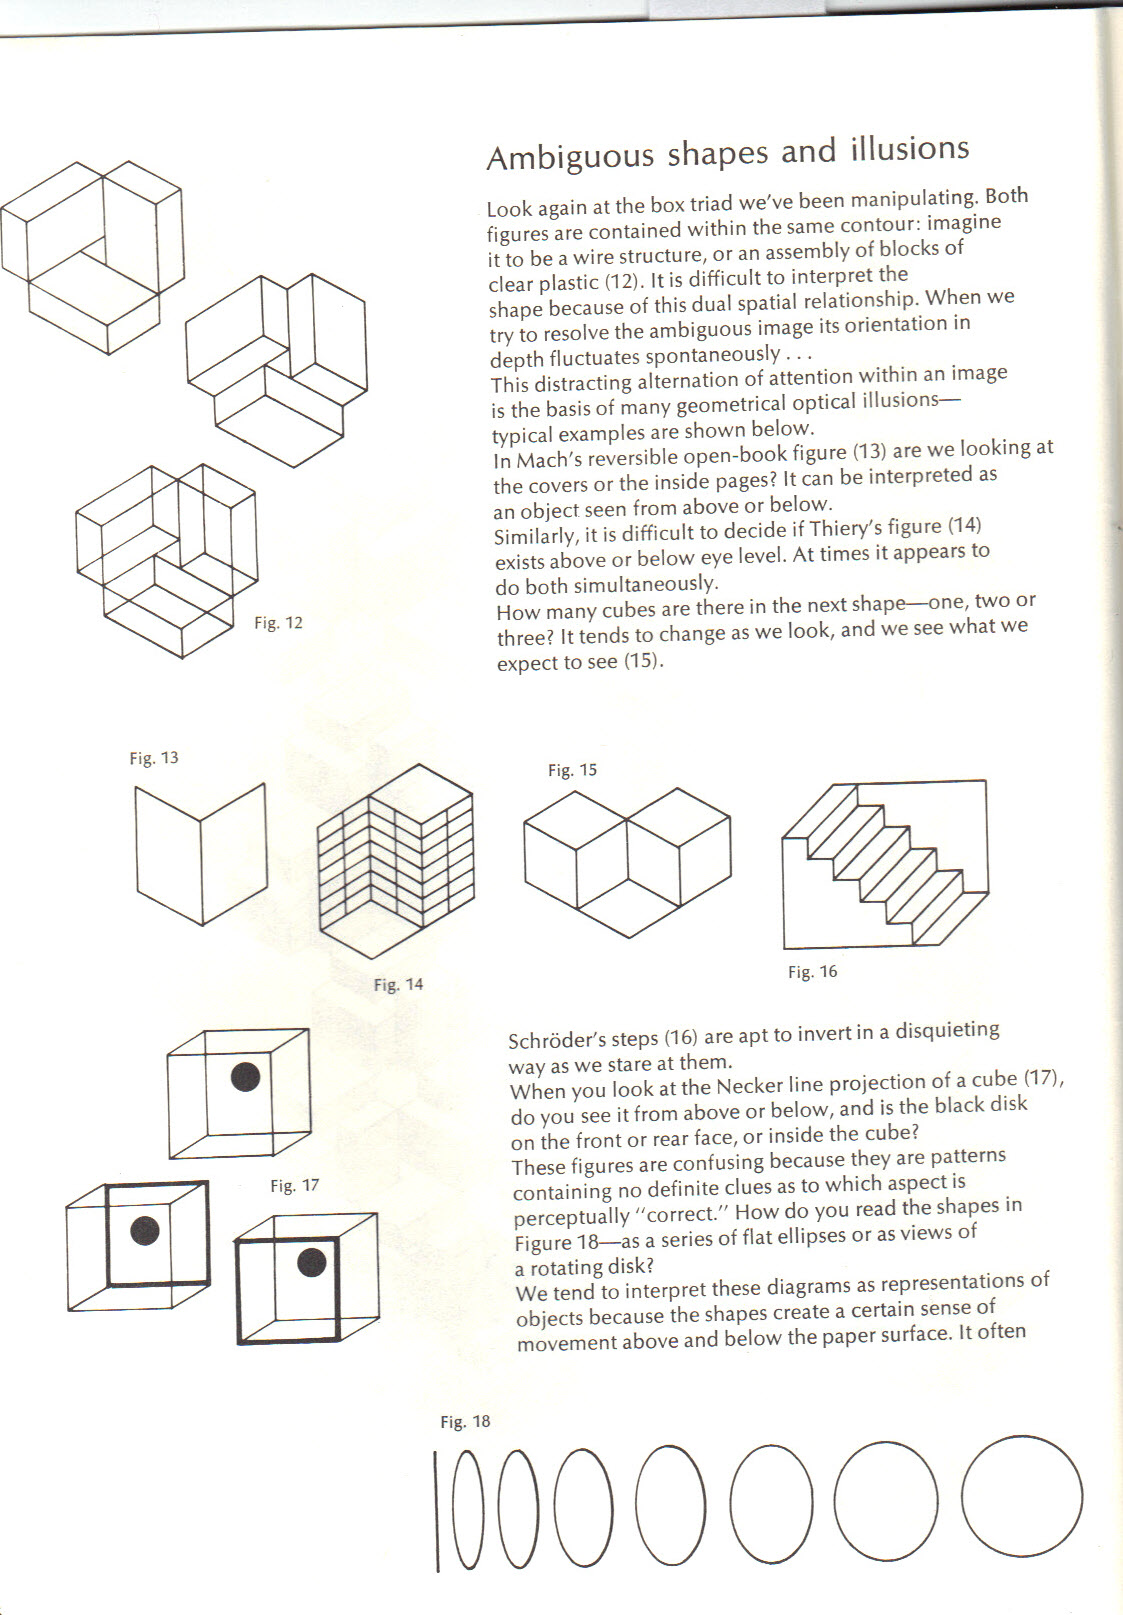 Ambiguous shapes and illusions
Look again at the box triad we've been manipulating. Both
figures are contained within the same contour: imagine
it to be a wire structure, or an assembly of blocks of
clear plastic (12). It is difficult to interpret the
shape because of this dual spatial relationship. When we
try to resolve the ambiguous image its orientation in
depth fluctuates spontaneously . . .
This distracting alternation of attention within an image
is the basis of many geometrical optical illusions—
typical examples are shown below.
In Mach's reversible open-book figure (13) are we looking at
the covers or the inside pages? It can be interpreted as
an object seen from above or below.
Similarly, it is difficult to decide if Thiery's figure (14)
exists above or below eye level. At times it appears to
do both simultaneously.
How many cubes are there in the next shape—one, two or
three? It tends to change as we look, and we see what we
expect to see (15).
Fig. 12
Fig. 13
Fig. 14
Fig. 15
Fig. 16
Schröder's steps (16) are apt to invert in a disquieting
way as we stare at them.
When you look at the Necker line projection of a cube (17),
do you see it from above or below, and is the black disk
on the front or rear face, or inside the cube?
These figures are confusing because they are patterns
containing no definite clues as to which aspect is
perceptually "correct." How do you read the shapes in
Figure 18—as a series of flat ellipses or as views of
a rotating disk?
We tend to interpret these diagrams as representations of
objects because the shapes create a certain sense of
movement above and below the paper surface. It often
Fig. 17
Fig. 18